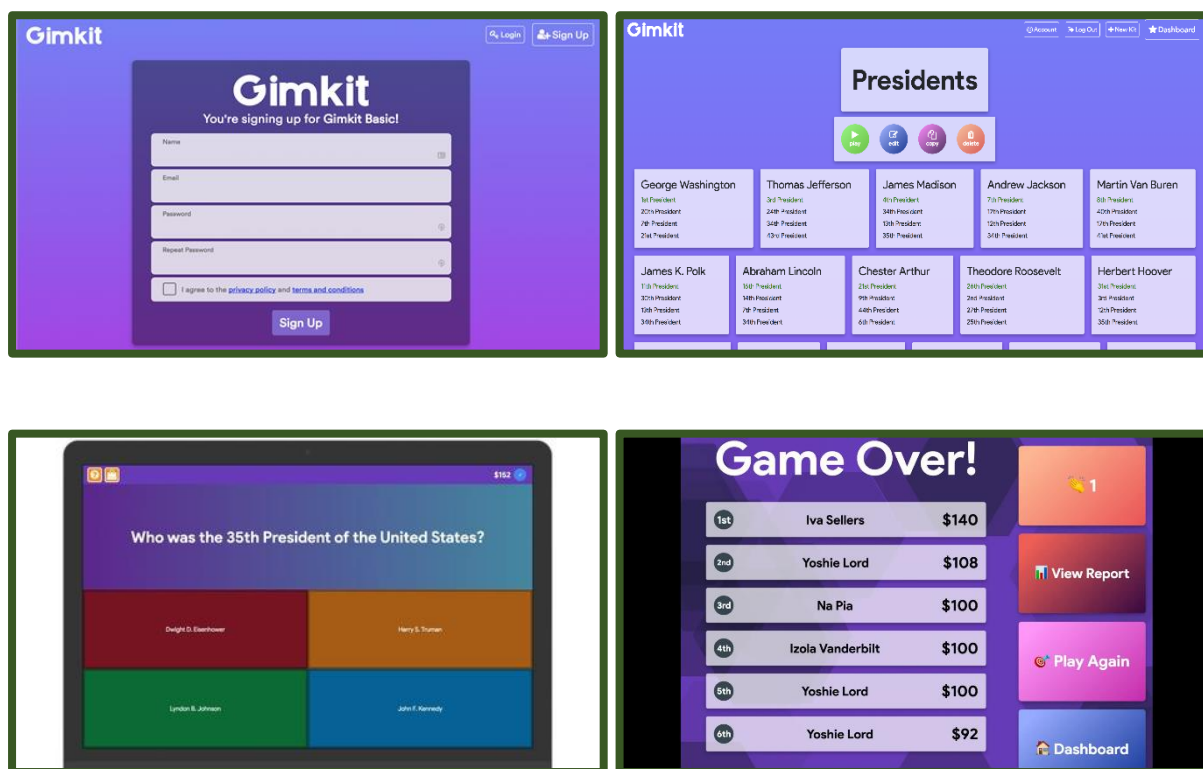 Gimkit
Login
Sign Up
Gimkit
You're signing up for Gimkit Basic!
Name
Email
Password
Repeat Password
I agree to the privacy policy and terms and conditions
Sign Up
Gimkit
Account
Log Out
New Kit
Dashboard
Presidents
play
edit
copy
delete
George Washington
1st President
20th President
7th President
21st President
Thomas Jefferson
3rd President
24th President
34th President
43rd President
James Madison
4th President
34th President
13th President
35th President
Andrew Jackson
7th President
17th President
12th President
34th President
Martin Van Buren
8th President
40th President
17th President
41st President
James K. Polk
11th President
30th President
13th President
34th President
Abraham Lincoln
16th President
14th President
7th President
34th President
Chester Arthur
21st President
9th President
44th President
6th President
Theodore Roosevelt
26th President
2nd President
27th President
25th President
Herbert Hoover
31st President
3rd President
12th President
35th President
$152
Who was the 35th President of the United States?
Dwight D. Eisenhower
Harry S. Truman
Lyndon B. Johnson
John F. Kennedy
Game Over!
1st Iva Sellers $140
2nd Yoshie Lord $108
3rd Na Pia $100
4th Izola Vanderbilt $100
5th Yoshie Lord $100
6th Yoshie Lord $92
1
View Report
Play Again
Dashboard